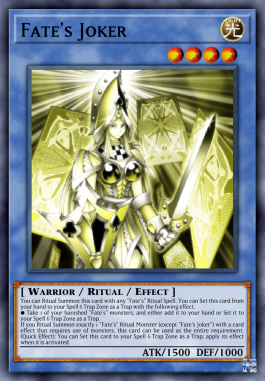 Fate's Joker
光
[ Warrior / Ritual / Effect ]
You can Ritual Summon this card with any "Fate's" Ritual Spell. You can Set this card from
your hand to your Spell & Trap Zone as a Trap with the following effect.
● Take 1 of your banished "Fate's" monsters, and either add it to your hand or Set it to
your Spell & Trap Zone as a Trap.
If you Ritual Summon exactly 1 "Fate's" Ritual Monster (except "Fate's Joker") with a card
effect that requires use of monsters, this card can be used as the entire requirement.
(Quick Effect): You can Set this card to your Spell & Trap Zone as a Trap; apply its effect
when it is activated.
ATK/1500 DEF/1000